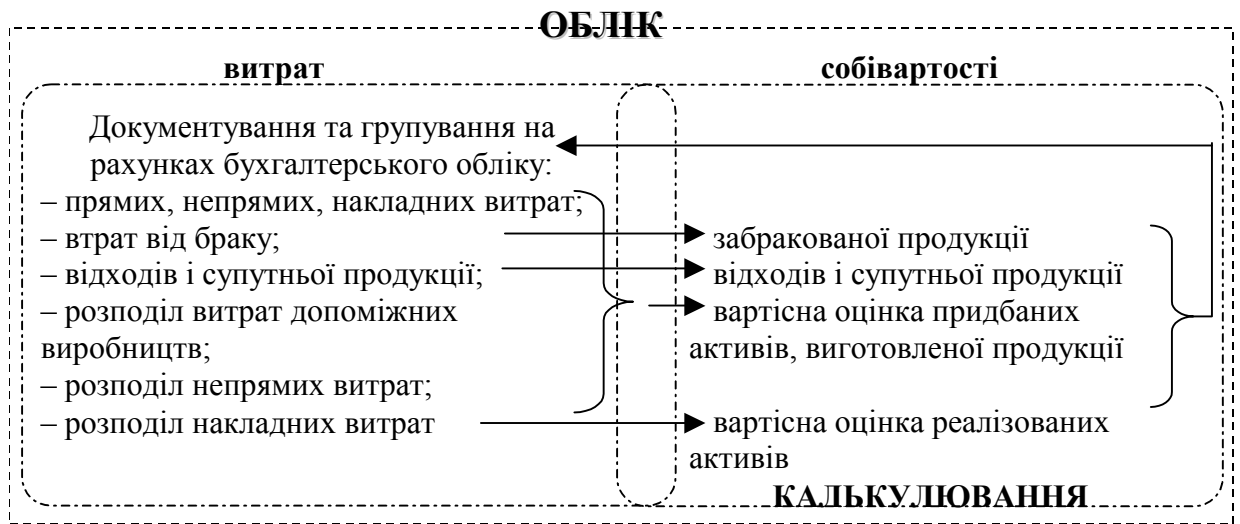 ОБЛІК
витрат
собівартості
Документування та групування на
рахунках бухгалтерського обліку:
– прямих, непрямих, накладних витрат;
– втрат від браку;
– відходів і супутньої продукції;
– розподіл витрат допоміжних
виробництв;
– розподіл непрямих витрат;
– розподіл накладних витрат
забракованої продукції
відходів і супутньої продукції
вартісна оцінка придбаних
активів, виготовленої продукції
вартісна оцінка реалізованих
активів
КАЛЬКУЛЮВАННЯ